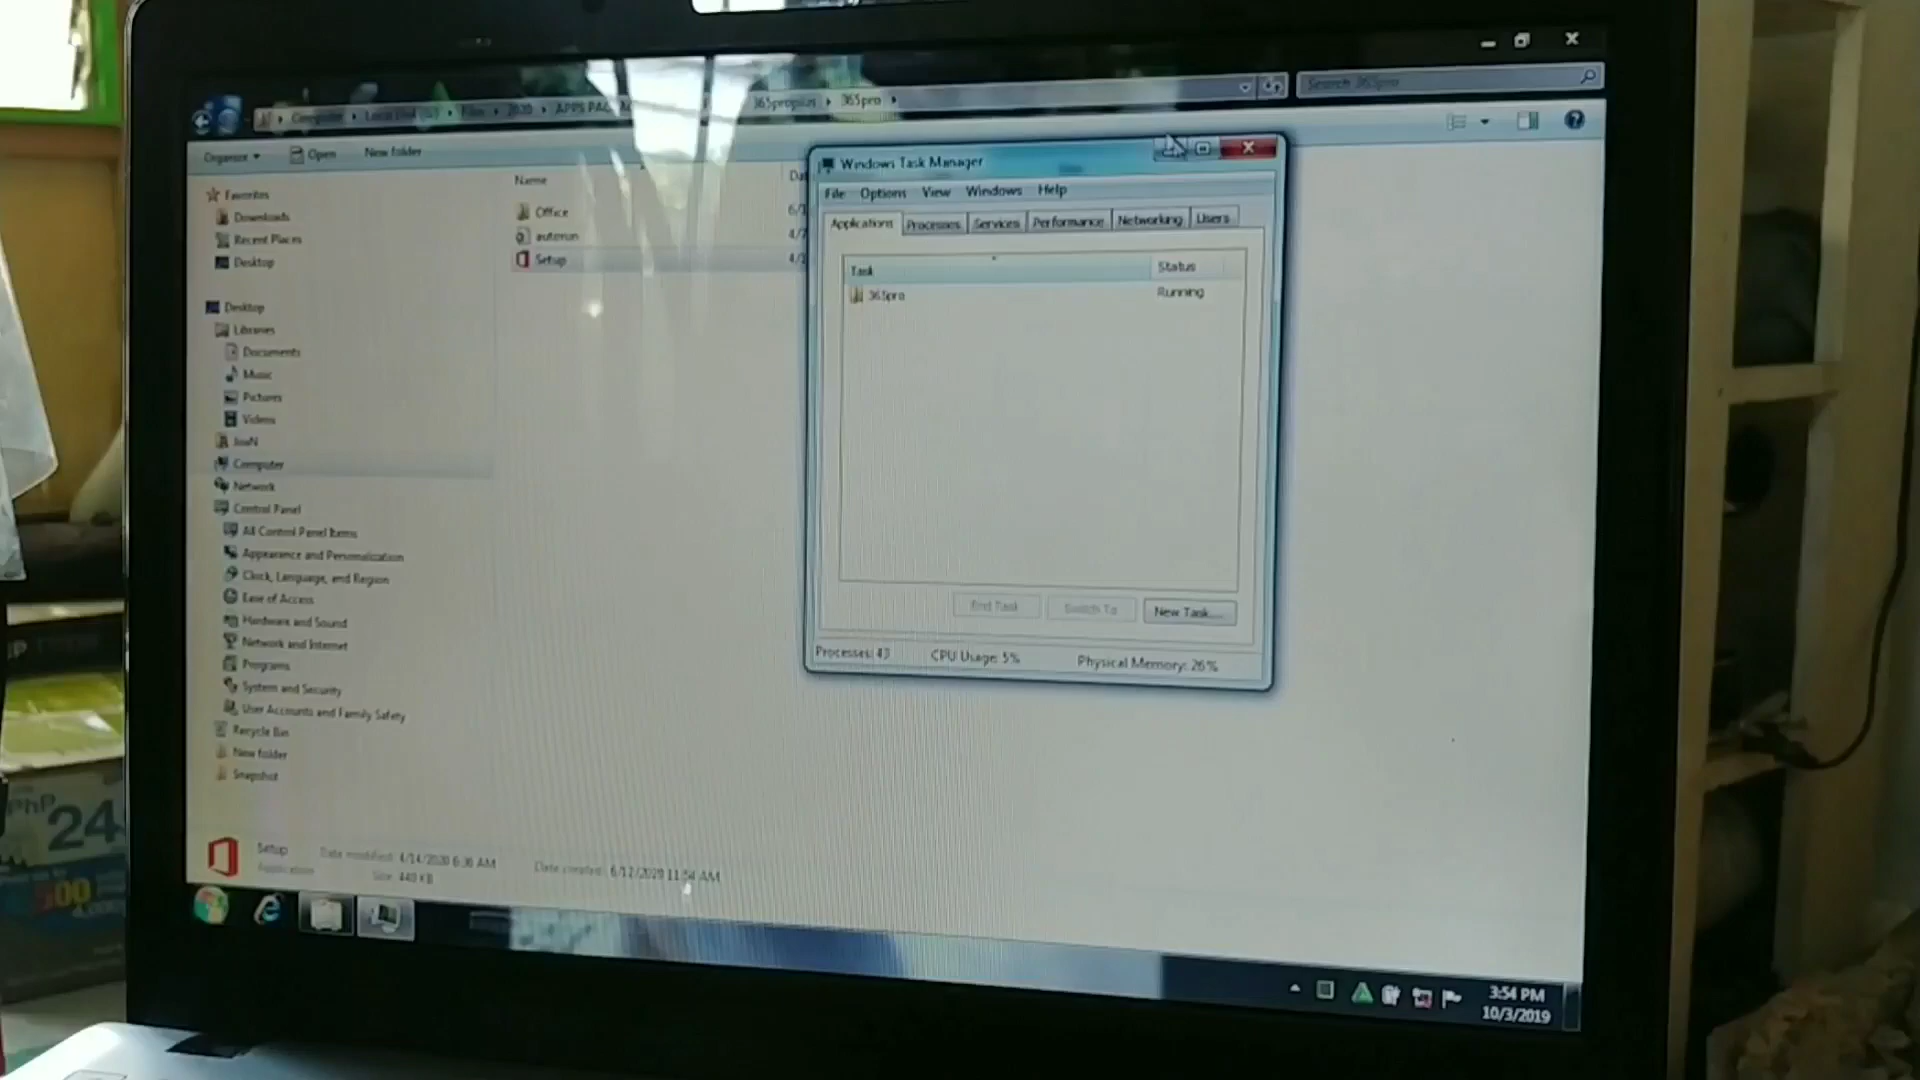 Computer
2020
APPS PAC
365proplus
365pro
Search 365pro
Organize
Open
New folder
Name
Office
autorun
Setup
Favorites
Downloads
Recent Places
Desktop
Desktop
Libraries
Documents
Music
Pictures
Videos
Computer
Network
Control Panel
All Control Panel Items
Appearance and Personalization
Clock, Language, and Region
Ease of Access
Hardware and Sound
Network and Internet
Programs
System and Security
User Accounts and Family Safety
Recycle Bin
New folder
Snapshot
Windows Task Manager
File Options View Windows Help
Applications Processes Services Performance Networking Users
Task Status
365pro Running
End Task Switch To New Task...
Processes: 43 CPU Usage: 5% Physical Memory: 26%
Setup Date modified: 4/14/2020 6:36 AM Date created: 6/12/2020 11:54 AM
Application Size: 440 KB
3:54 PM
10/3/2019
PhP
24
500